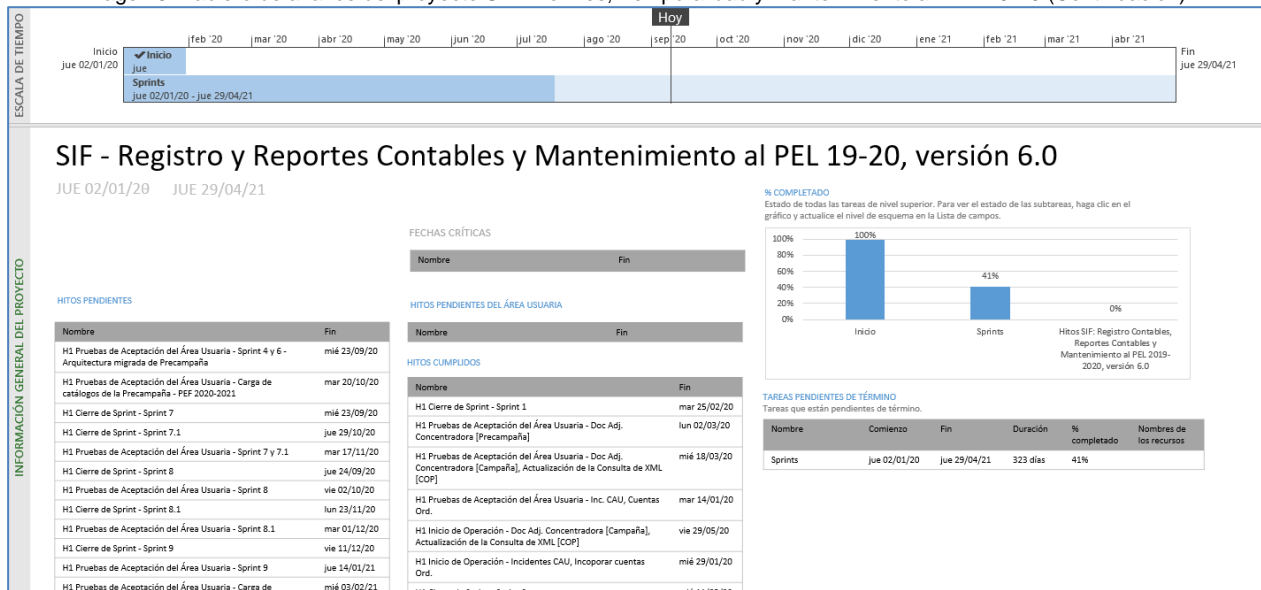 Hoy
feb '20 mar '20 abr '20 may '20 jun '20 jul '20 ago '20 sep '20 oct '20 nov '20 dic '20 ene '21 feb '21 mar '21 abr '21
ESCALA DE TIEMPO
Inicio
jue 02/01/20
Inicio
jue
Sprints
jue 02/01/20 - jue 29/04/21
Fin
jue 29/04/21
INFORMACIÓN GENERAL DEL PROYECTO
SIF - Registro y Reportes Contables y Mantenimiento al PEL 19-20, versión 6.0
JUE 02/01/20 JUE 29/04/21
HITOS PENDIENTES
Nombre Fin
H1 Pruebas de Aceptación del Área Usuaria - Sprint 4 y 6 - mié 23/09/20
Arquitectura migrada de Precampaña
H1 Pruebas de Aceptación del Área Usuaria - Carga de mar 20/10/20
catálogos de la Precampaña - PEF 2020-2021
H1 Cierre de Sprint - Sprint 7 mié 23/09/20
H1 Cierre de Sprint - Sprint 7.1 jue 29/10/20
H1 Pruebas de Aceptación del Área Usuaria - Sprint 7 y 7.1 mar 17/11/20
H1 Cierre de Sprint - Sprint 8 jue 24/09/20
H1 Pruebas de Aceptación del Área Usuaria - Sprint 8 vie 02/10/20
H1 Cierre de Sprint - Sprint 8.1 lun 23/11/20
H1 Pruebas de Aceptación del Área Usuaria - Sprint 8.1 mar 01/12/20
H1 Cierre de Sprint - Sprint 9 vie 11/12/20
H1 Pruebas de Aceptación del Área Usuaria - Sprint 9 jue 14/01/21
H1 Pruebas de Aceptación del Área Usuaria - Carga de mié 03/02/21
FECHAS CRÍTICAS
Nombre Fin
HITOS PENDIENTES DEL ÁREA USUARIA
Nombre Fin
HITOS CUMPLIDOS
Nombre Fin
H1 Cierre de Sprint - Sprint 1 mar 25/02/20
H1 Pruebas de Aceptación del Área Usuaria - Doc Adj. lun 02/03/20
Concentradora [Precampaña]
H1 Pruebas de Aceptación del Área Usuaria - Doc Adj. mié 18/03/20
Concentradora [Campaña], Actualización de la Consulta de XML
[COP]
H1 Pruebas de Aceptación del Área Usuaria - Inc. CAU, Cuentas mar 14/01/20
Ord.
H1 Inicio de Operación - Doc Adj. Concentradora [Campaña], vie 29/05/20
Actualización de la Consulta de XML [COP]
H1 Inicio de Operación - Incidentes CAU, Incoporar cuentas mié 29/01/20
Ord.
% COMPLETADO
Estado de todas las tareas de nivel superior. Para ver el estado de las subtareas, haga clic en el
gráfico y actualice el nivel de esquema en la Lista de campos.
100%
80%
60%
40%
20%
0%
100%
41%
0%
Inicio
Sprints
Hitos SIF: Registro Contables,
Reportes Contables y
Mantenimiento al PEL 2019-
2020, versión 6.0
TAREAS PENDIENTES DE TÉRMINO
Tareas que están pendientes de término.
Nombre Comienzo Fin Duración % completado Nombres de los recursos
Sprints jue 02/01/20 jue 29/04/21 323 días 41%